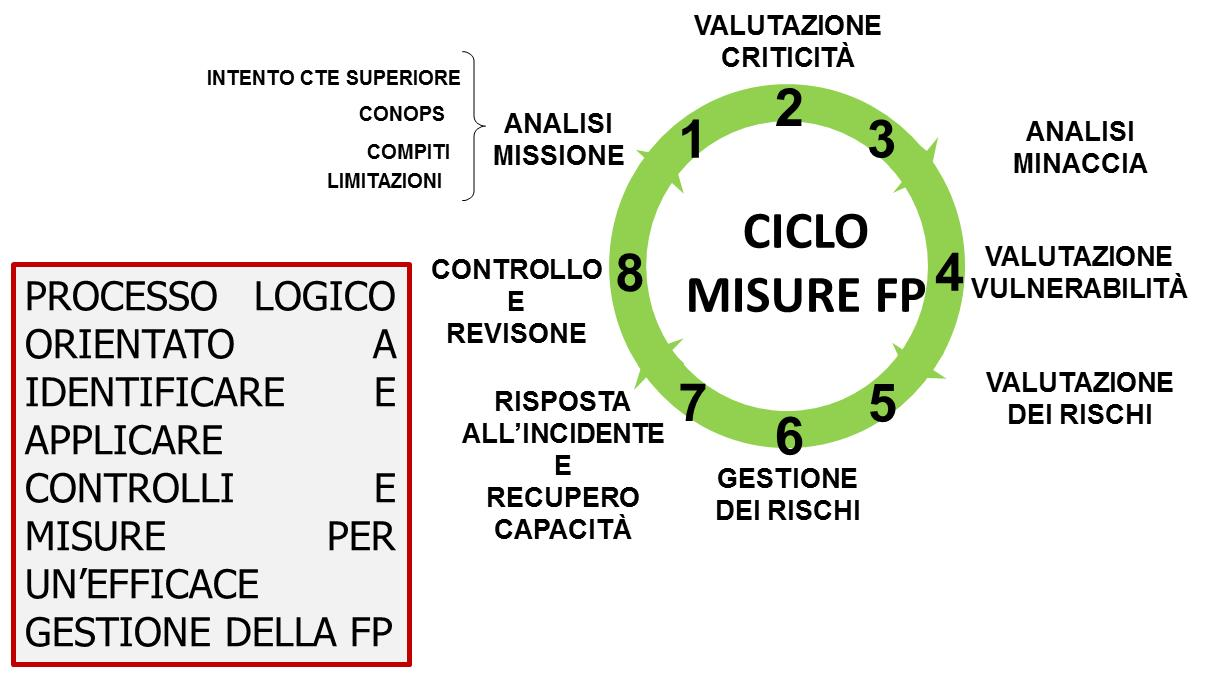 VALUTAZIONE
CRITICITÀ
INTENTO CTE SUPERIORE
CONOPS
COMPITI
LIMITAZIONI
ANALISI
MISSIONE
1
2
3
ANALISI
MINACCIA
CICLO
MISURE FP
4
VALUTAZIONE
VULNERABILITÀ
8
CONTROLLO
E
REVISONE
VALUTAZIONE
DEI RISCHI
5
6
7
GESTIONE
DEI RISCHI
RISPOSTA
ALL’INCIDENTE
E
RECUPERO
CAPACITÀ
PROCESSO LOGICO
ORIENTATO A
IDENTIFICARE E
APPLICARE
CONTROLLI E
MISURE PER
UN’EFFICACE
GESTIONE DELLA FP